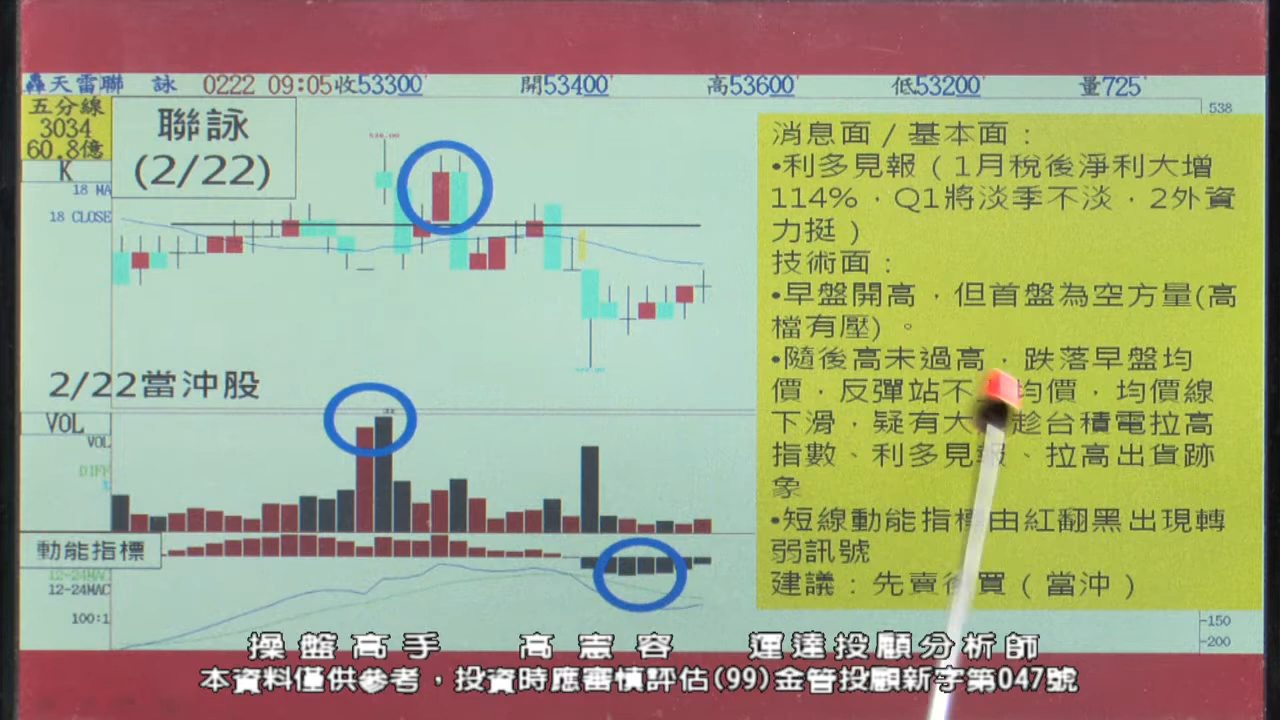 轟天雷聯 詠 0222 09:05收53300 開53400 高53600 低53200 量725
五分線
3034
60.8億
K
聯詠
(2/22)
18 MA
18 CLOSE
538
2/22當沖股
VOL
VOL
DIFF
動能指標
12-24MAC
12-24MAC
100:1
-150
-200
消息面/基本面:
•利多見報(1月稅後淨利大增
114%,Q1將淡季不淡,2外資
力挺)
技術面:
•早盤開高,但首盤為空方量(高
檔有壓)。
•隨後高未過高,跌落早盤均
價,反彈站不 均價,均價線
下滑,疑有大 趁台積電拉高
指數、利多見報、拉高出貨跡
象
•短線動能指標由紅翻黑出現轉
弱訊號
建議:先賣後買(當沖)
操盤高手 高憲容 運達投顧分析師
本資料僅供參考,投資時應審慎評估(99)金管投顧新字第047號